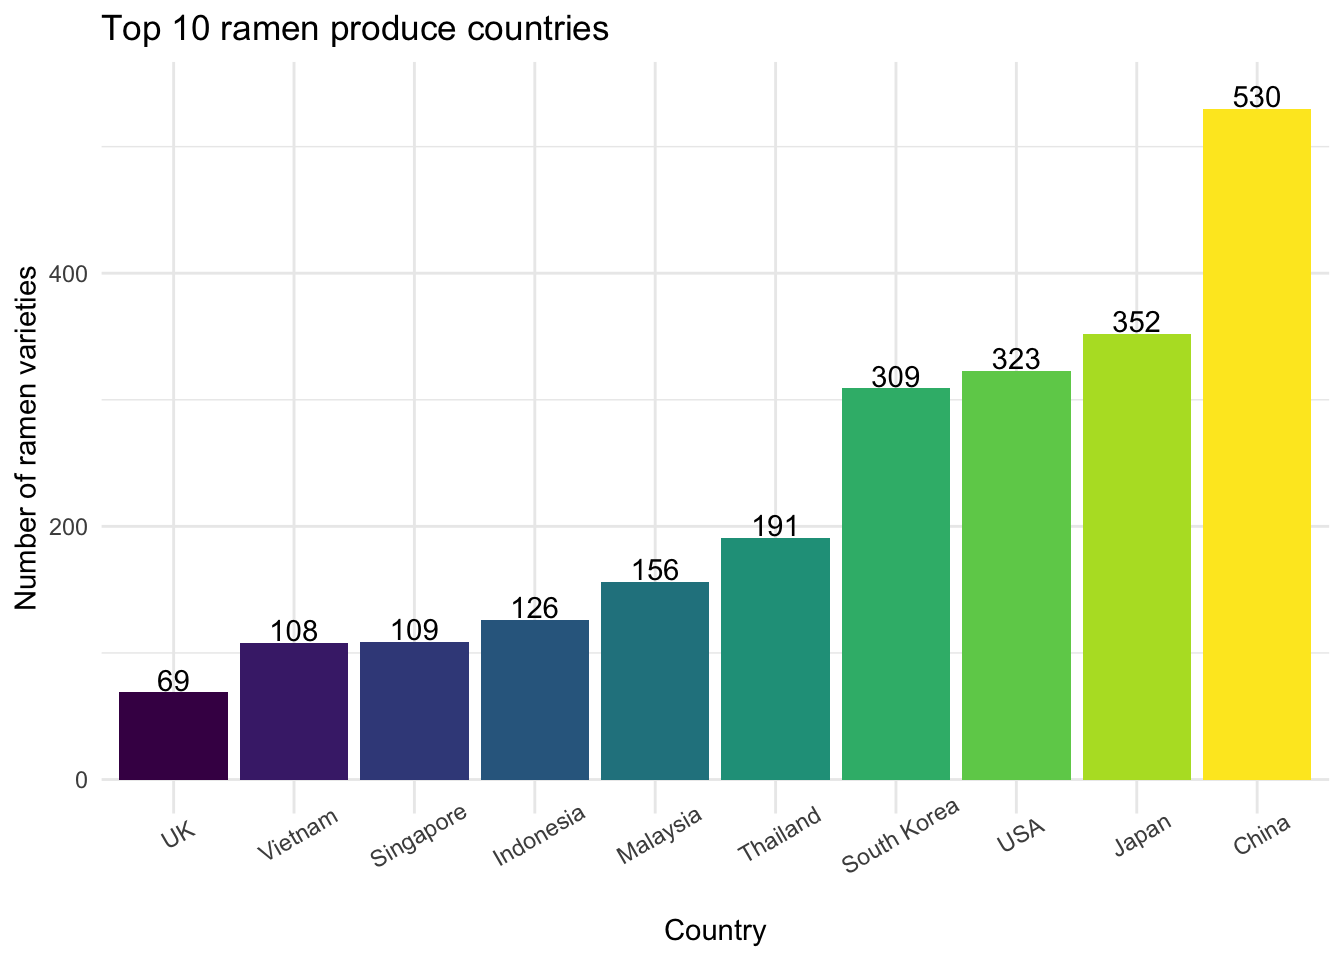 Top 10 ramen produce countries
Number of ramen varieties
400
200
0
69
108
109
126
156
191
309
323
352
530
UK
Vietnam
Singapore
Indonesia
Malaysia
Thailand
South Korea
USA
Japan
China
Country